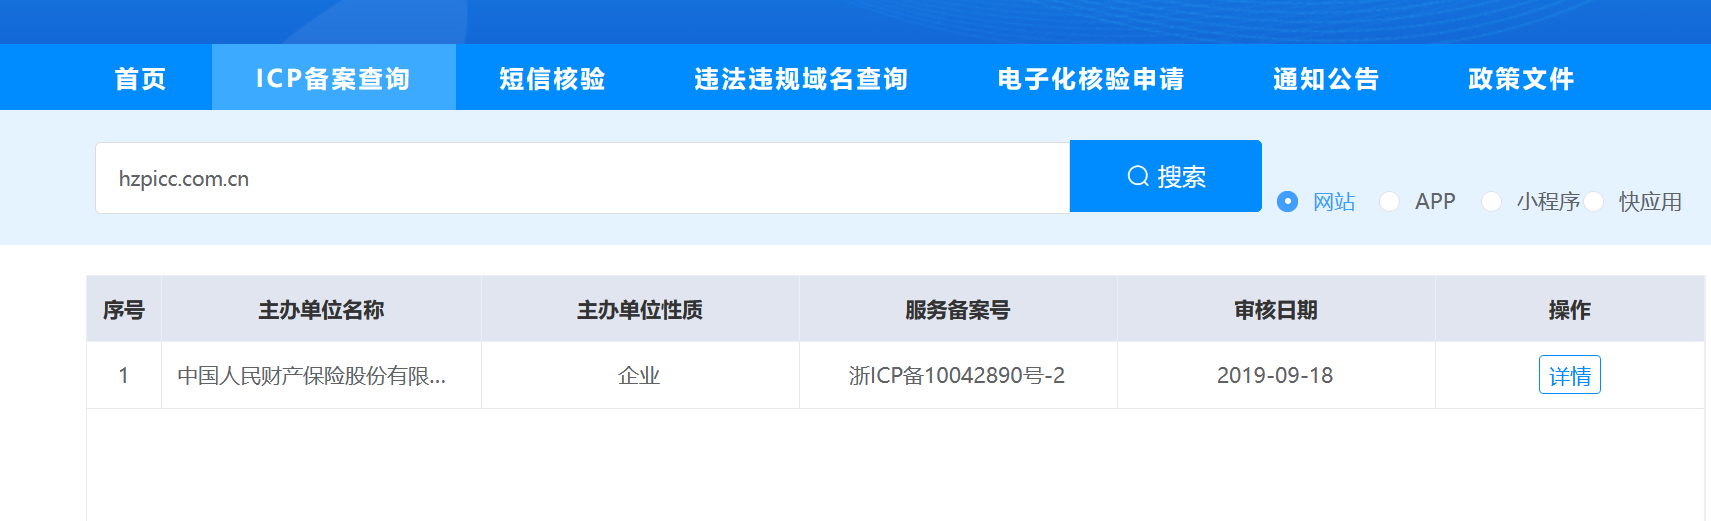 首页 ICP备案查询 短信核验 违法违规域名查询 电子化核验申请 通知公告 政策文件
hzpicc.com.cn 搜索 网站 APP 小程序 快应用
序号 主办单位名称 主办单位性质 服务备案号 审核日期 操作
1 中国人民财产保险股份有限... 企业 浙ICP备10042890号-2 2019-09-18 详情